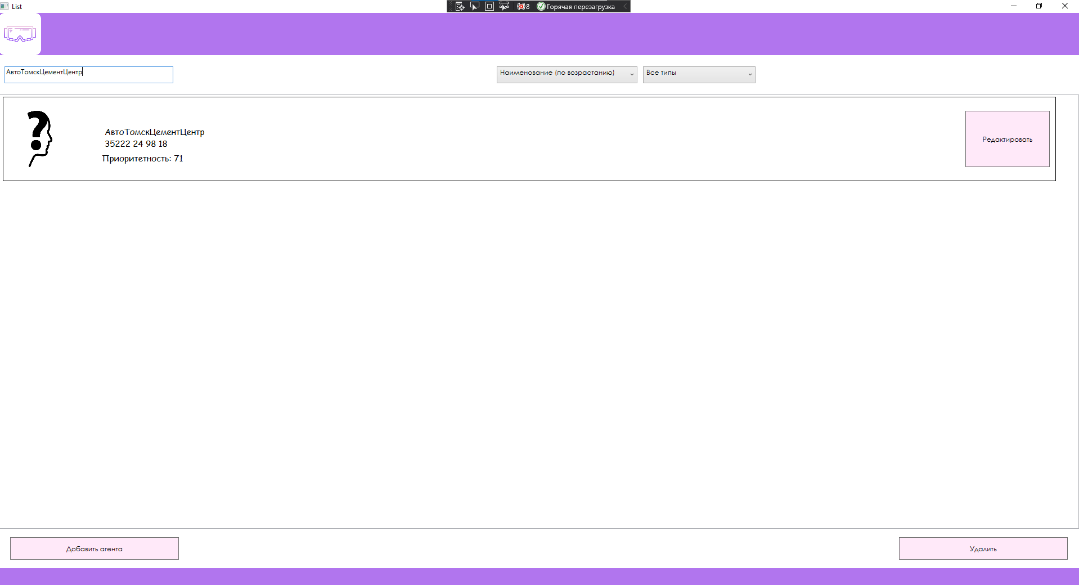 List
8
Горячая перезагрузка
АвтоТомскЦементЦентр
Наименование (по возрастанию)
Все типы
?
АвтоТомскЦементЦентр
35222 24 98 18
Приоритетность: 71
Редактировать
Добавить агента
Удалить